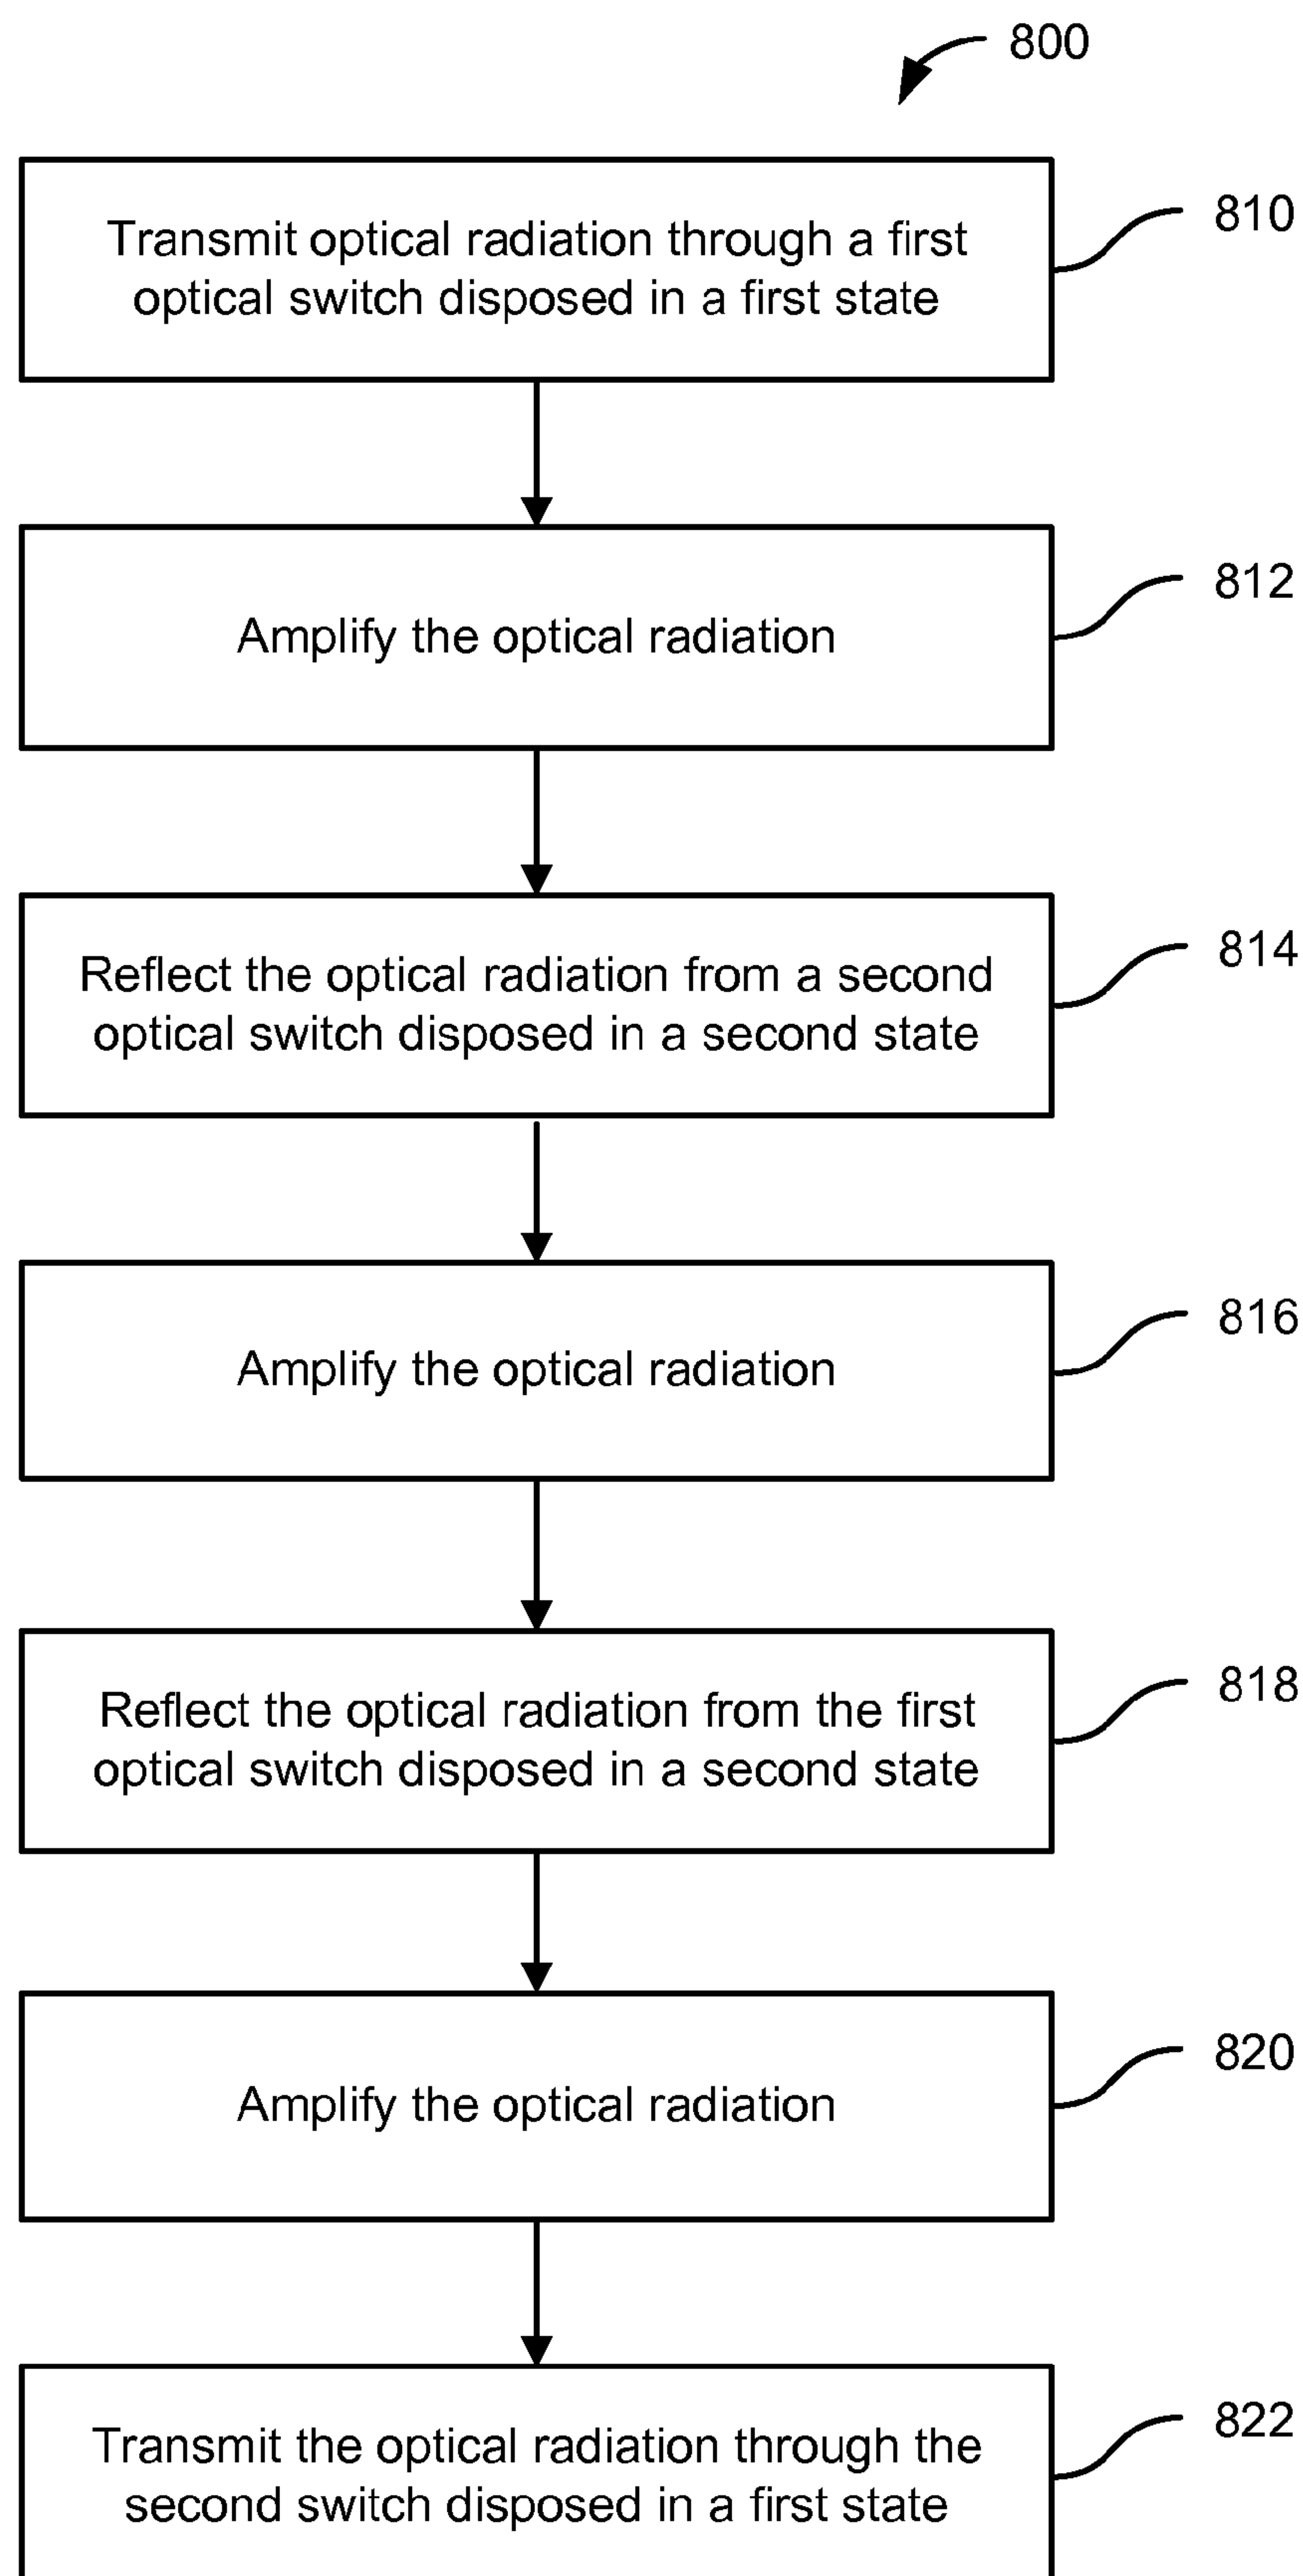 800
Transmit optical radiation through a first
optical switch disposed in a first state
810
Amplify the optical radiation
812
Reflect the optical radiation from a second
optical switch disposed in a second state
814
Amplify the optical radiation
816
Reflect the optical radiation from the first
optical switch disposed in a second state
818
Amplify the optical radiation
820
Transmit the optical radiation through the
second switch disposed in a first state
822